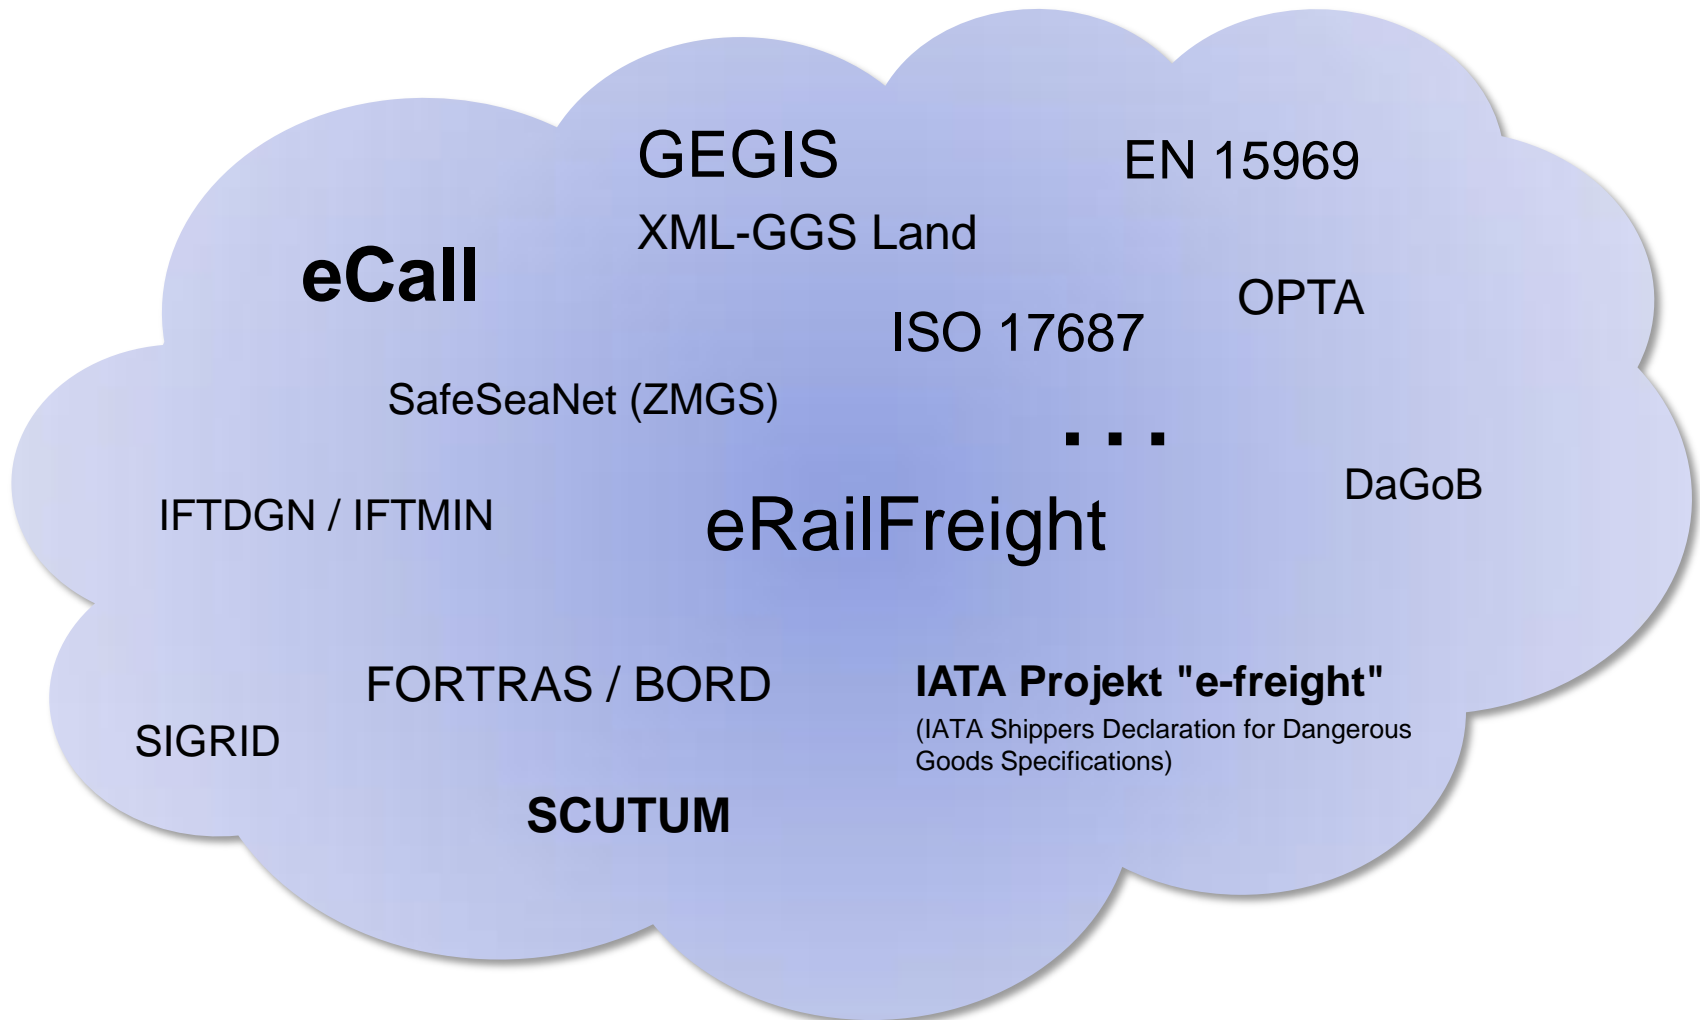 GEGIS
EN 15969
XML-GGS Land
eCall
OPTA
ISO 17687
SafeSeaNet (ZMGS)
...
DaGoB
IFTDGN / IFTMIN
eRailFreight
FORTRAS / BORD
IATA Projekt "e-freight"
(IATA Shippers Declaration for Dangerous
Goods Specifications)
SIGRID
SCUTUM